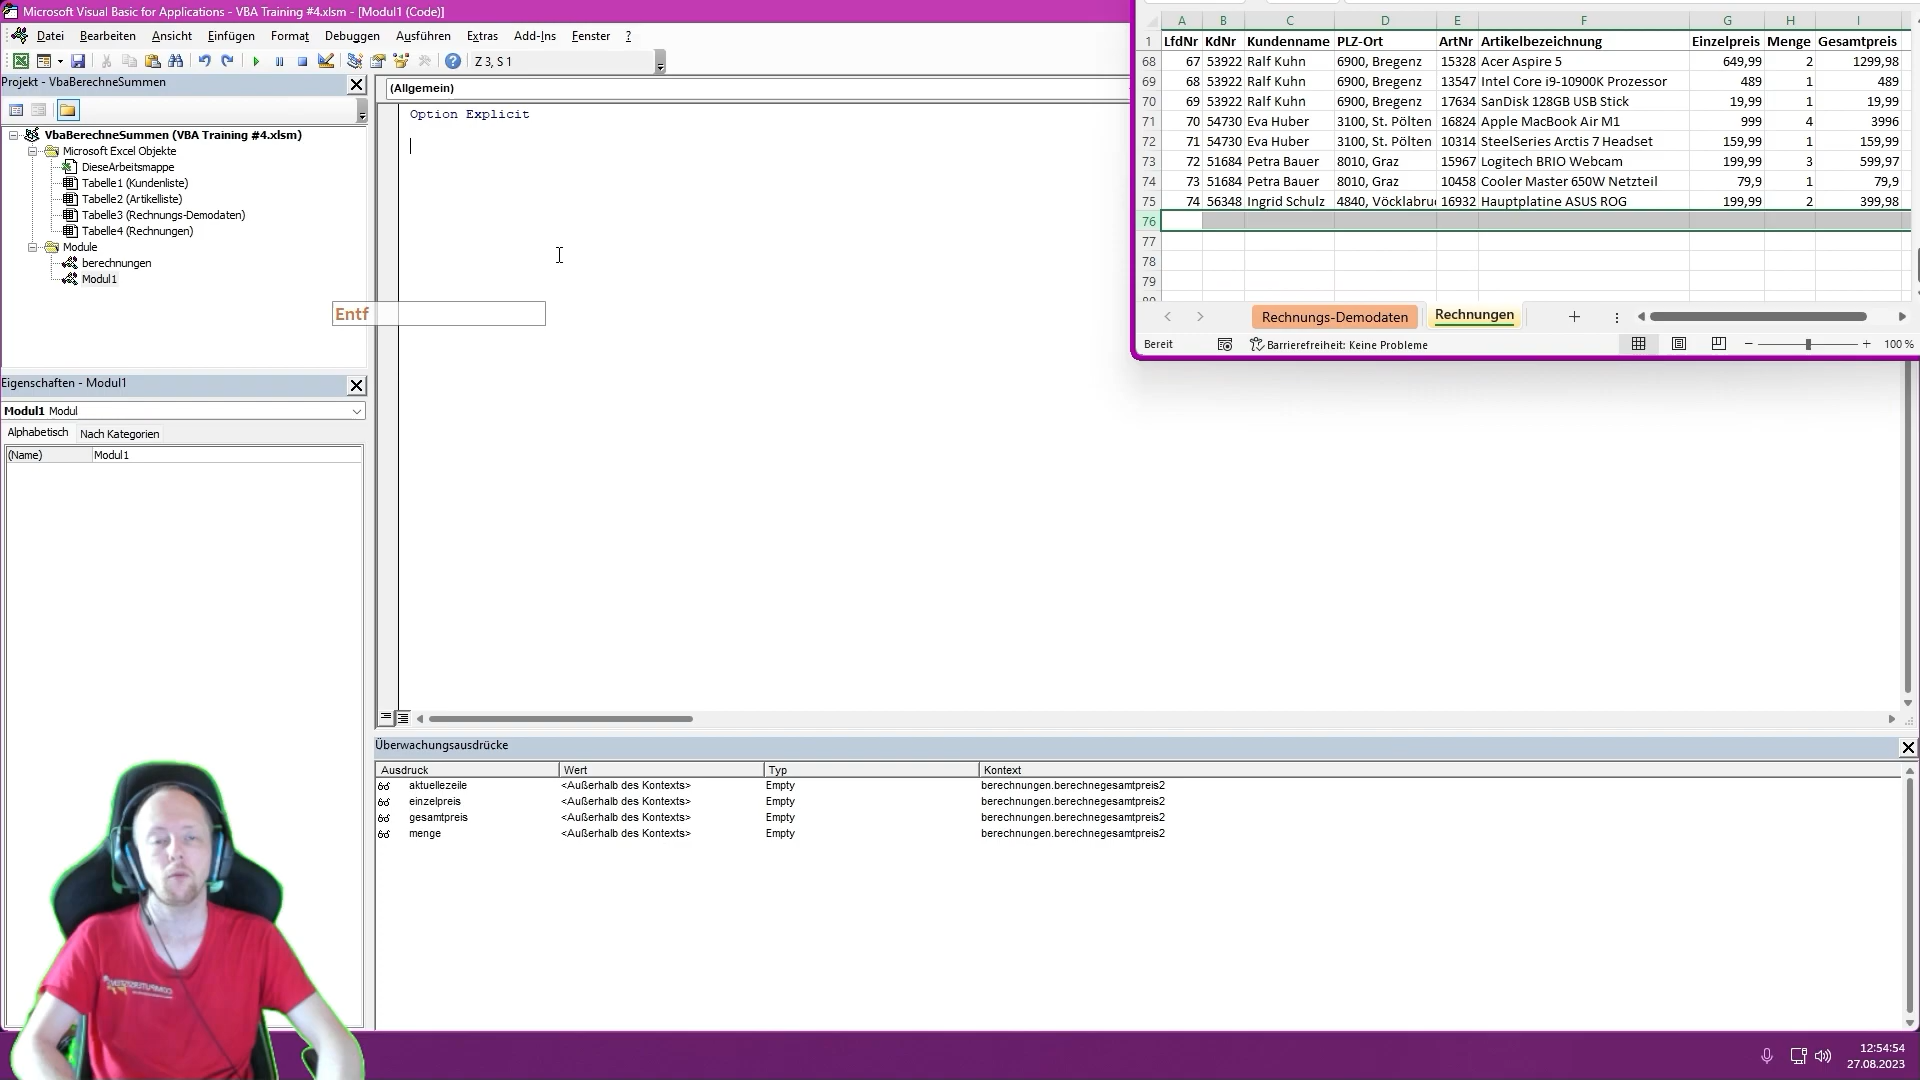 Microsoft Visual Basic for Applications - VBA Training #4.xlsm - [Modul1 (Code)]
Datei Bearbeiten Ansicht Einfügen Format Debuggen Ausführen Extras Add-Ins Fenster ?
Z 3, S 1
Projekt - VbaBerechneSummen
VbaBerechneSummen (VBA Training #4.xlsm)
Microsoft Excel Objekte
DieseArbeitsmappe
Tabelle1 (Kundenliste)
Tabelle2 (Artikelliste)
Tabelle3 (Rechnungs-Demodaten)
Tabelle4 (Rechnungen)
Module
berechnungen
Modul1
Eigenschaften - Modul1
Modul1 Modul
Alphabetisch Nach Kategorien
(Name) Modul1
(Allgemein)
Option Explicit
Entf
A B C D E F G H I
1 LfdNr KdNr Kundenname PLZ-Ort ArtNr Artikelbezeichnung Einzelpreis Menge Gesamtpreis
68 67 53922 Ralf Kuhn 6900, Bregenz 15328 Acer Aspire 5 649,99 2 1299,98
69 68 53922 Ralf Kuhn 6900, Bregenz 13547 Intel Core i9-10900K Prozessor 489 1 489
70 69 53922 Ralf Kuhn 6900, Bregenz 17634 SanDisk 128GB USB Stick 19,99 1 19,99
71 70 54730 Eva Huber 3100, St. Pölten 16824 Apple MacBook Air M1 999 4 3996
72 71 54730 Eva Huber 3100, St. Pölten 10314 SteelSeries Arctis 7 Headset 159,99 1 159,99
73 72 51684 Petra Bauer 8010, Graz 15967 Logitech BRIO Webcam 199,99 3 599,97
74 73 51684 Petra Bauer 8010, Graz 10458 Cooler Master 650W Netzteil 79,9 1 79,9
75 74 56348 Ingrid Schulz 4840, Vöcklabruc 16932 Hauptplatine ASUS ROG 199,99 2 399,98
76
77
78
79
80
Rechnungs-Demodaten Rechnungen
Bereit Barrierefreiheit: Keine Probleme 100 %
Überwachungsausdrücke
Ausdruck Wert Typ Kontext
aktuellezeile <Außerhalb des Kontexts> Empty berechnungen.berechnegesamtpreis2
einzelpreis <Außerhalb des Kontexts> Empty berechnungen.berechnegesamtpreis2
gesamtpreis <Außerhalb des Kontexts> Empty berechnungen.berechnegesamtpreis2
menge <Außerhalb des Kontexts> Empty berechnungen.berechnegesamtpreis2
12:54:54
27.08.2023